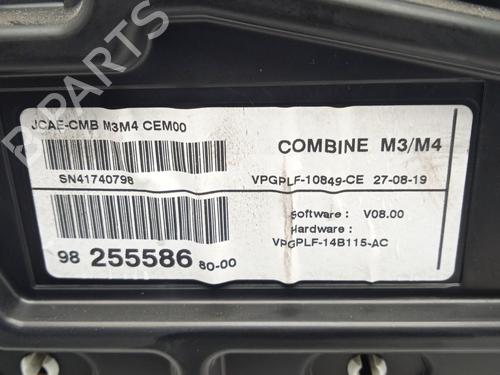 JCAE-CMB M3M4 CEM00
COMBINE M3/M4
SN41740798
VPGPLF-10849-CE 27-08-19
software : V08.00
Hardware :
VPGPLF-14B115-AC
98 255586 80-00
B-PARTS